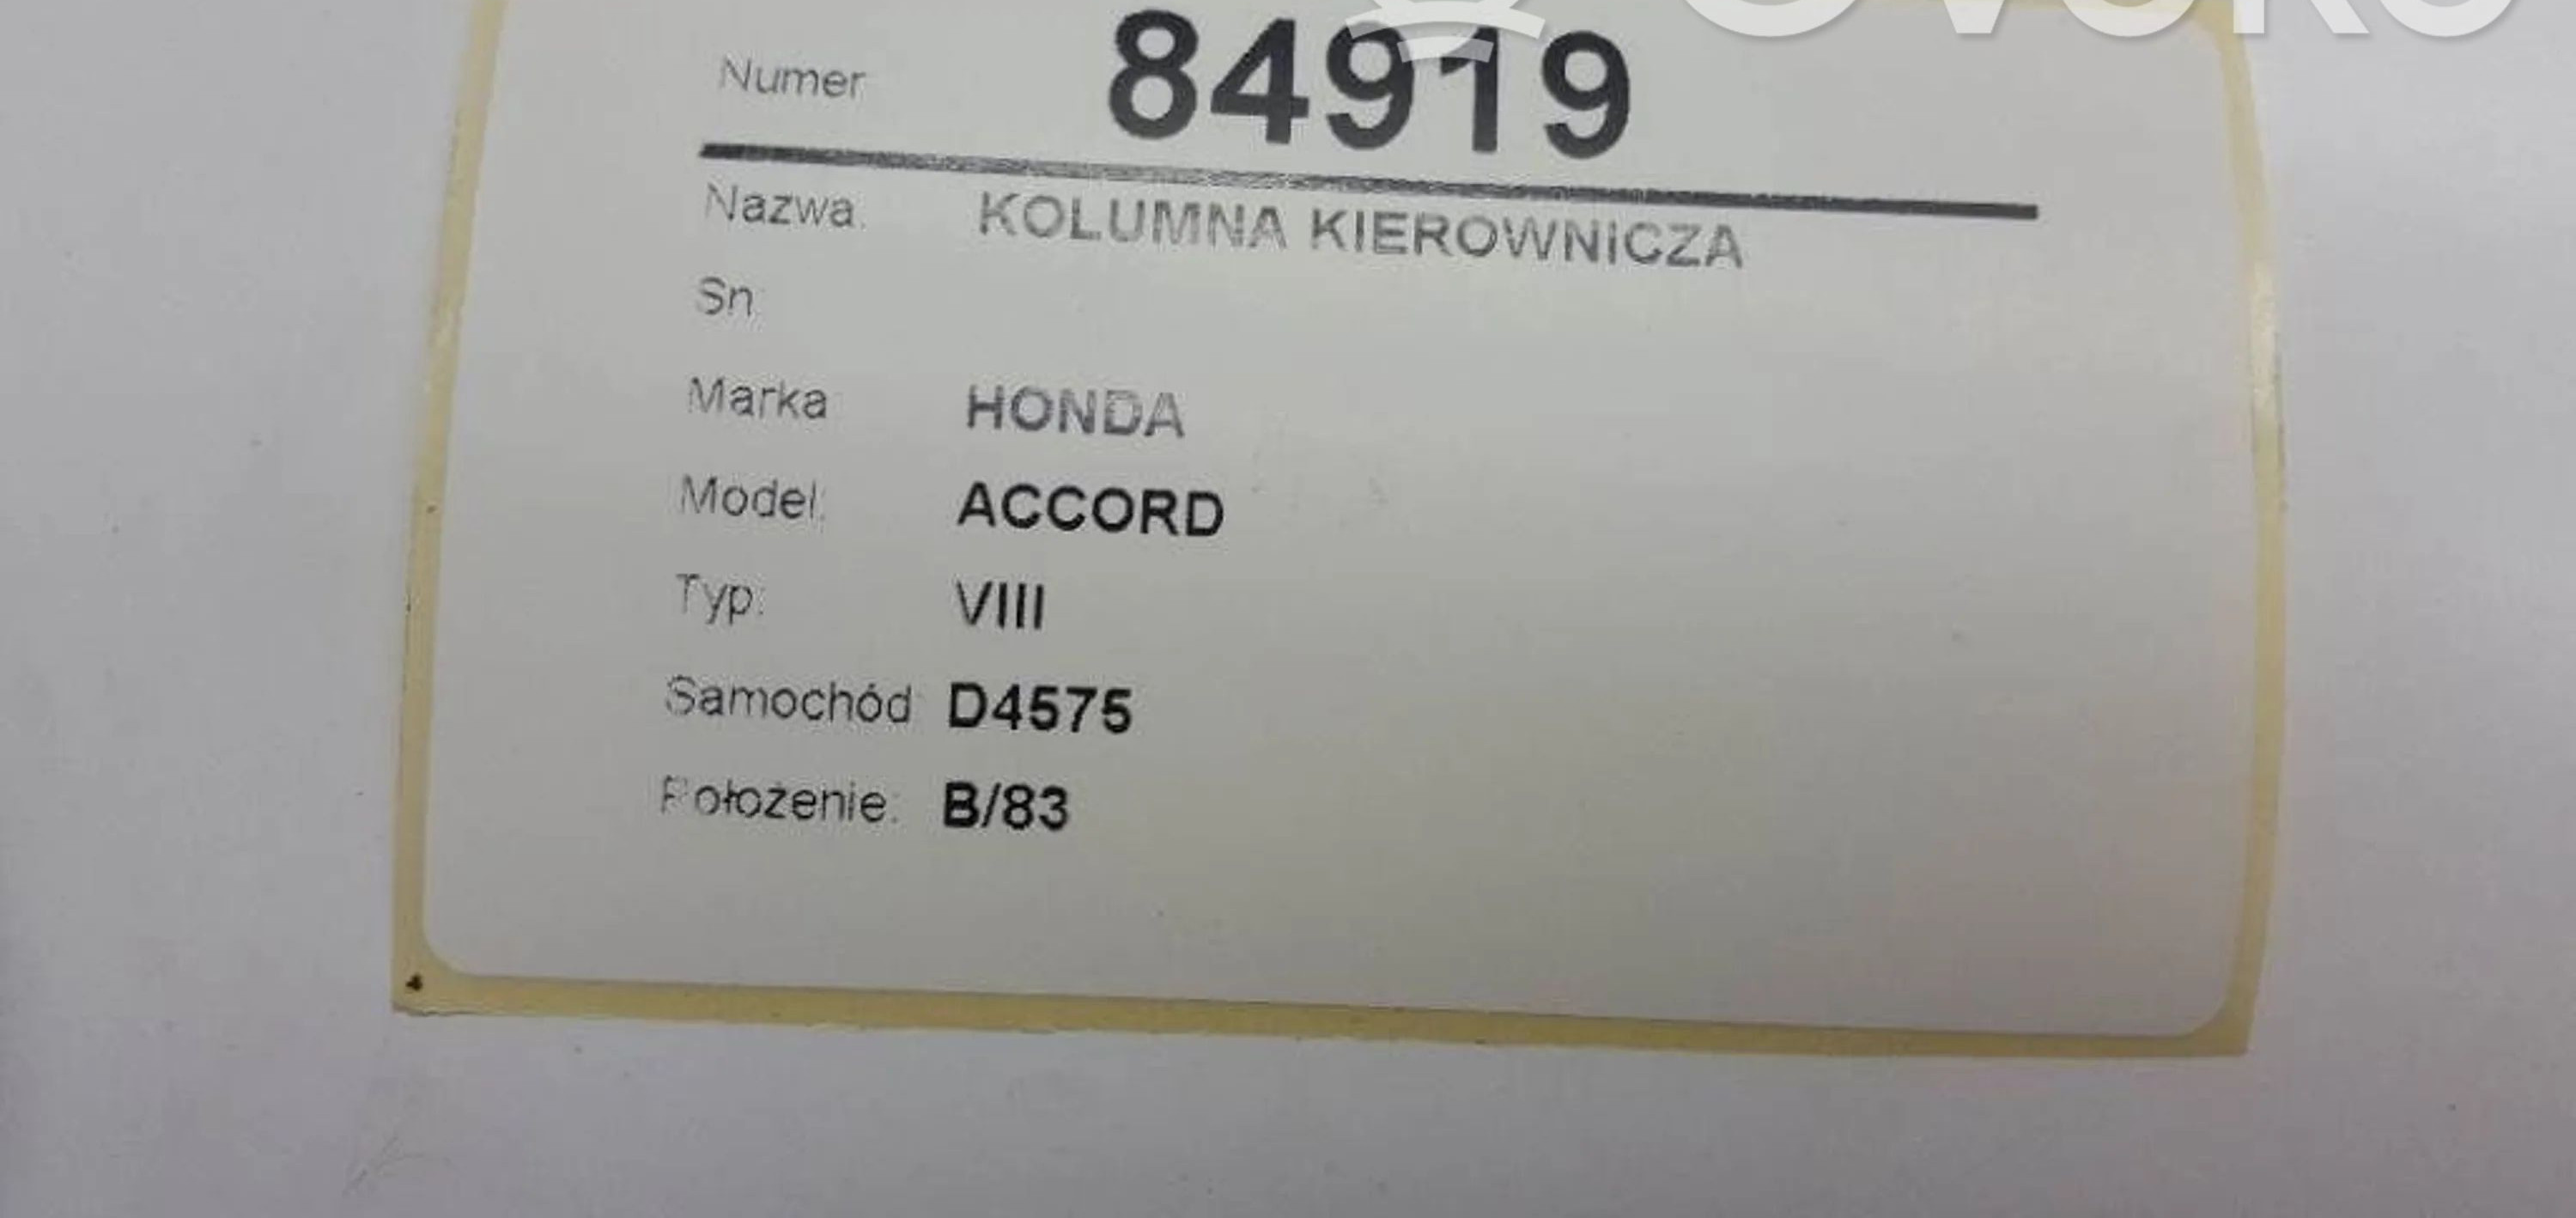 Numer 84919
Nazwa: KOLUMNA KIEROWNICZA
Sn
Marka HONDA
Model: ACCORD
Typ: VIII
Samochód D4575
Położenie: B/83